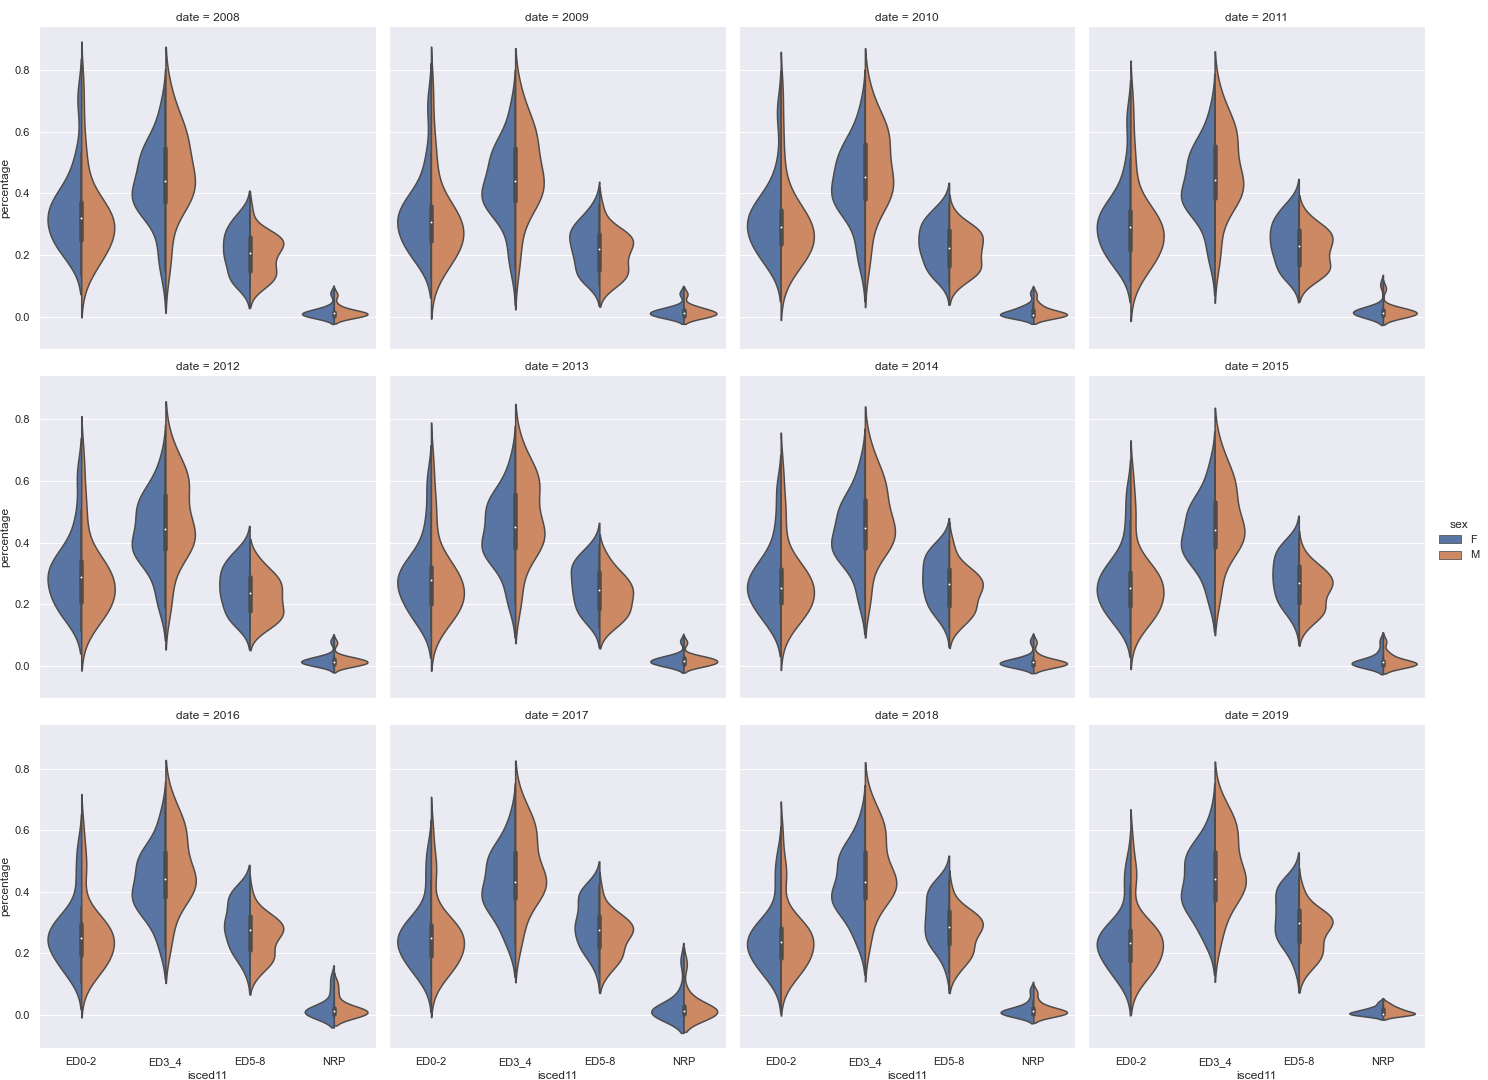 date = 2008
date = 2009
date = 2010
date = 2011
0.8
0.6
0.4
0.2
0.0
percentage
date = 2012
date = 2013
date = 2014
date = 2015
0.8
0.6
0.4
0.2
0.0
percentage
sex
F
M
date = 2016
date = 2017
date = 2018
date = 2019
0.8
0.6
0.4
0.2
0.0
percentage
ED0-2 ED3_4 ED5-8 NRP
isced11
ED0-2 ED3_4 ED5-8 NRP
isced11
ED0-2 ED3_4 ED5-8 NRP
isced11
ED0-2 ED3_4 ED5-8 NRP
isced11